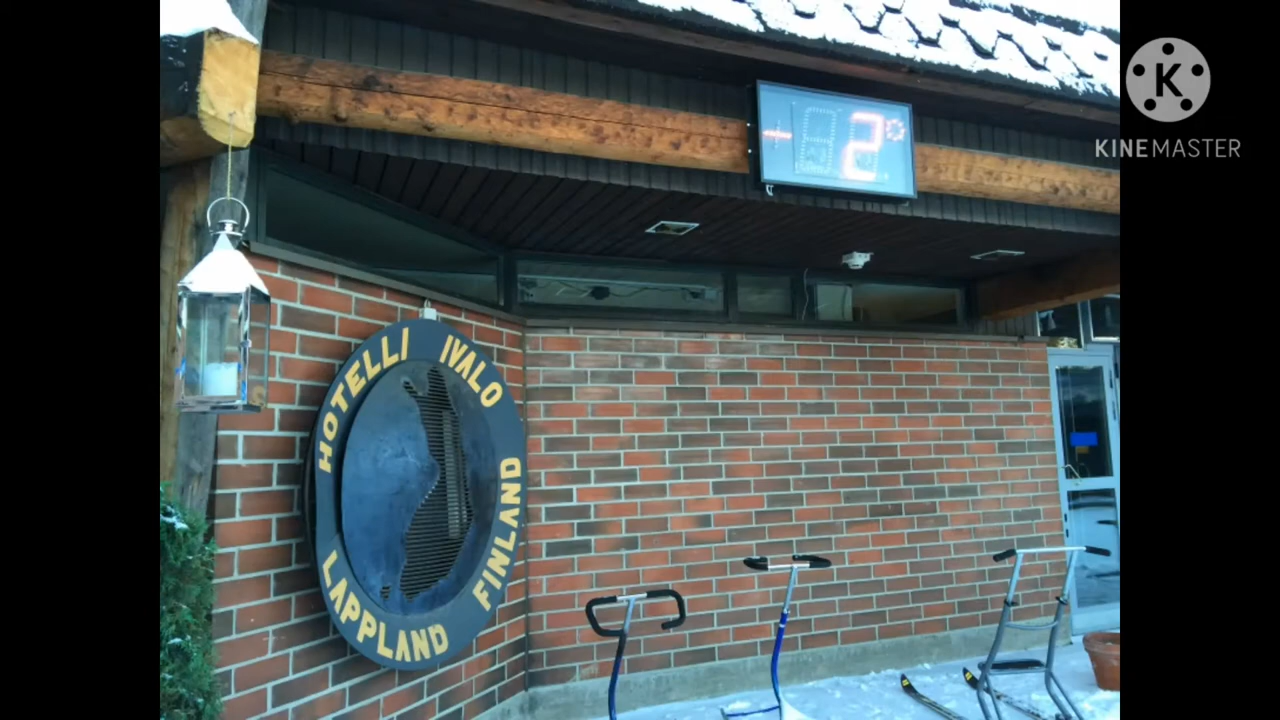 - 2°
K
KINEMASTER
HOTELLI IVALO
LAPPLAND FINLAND